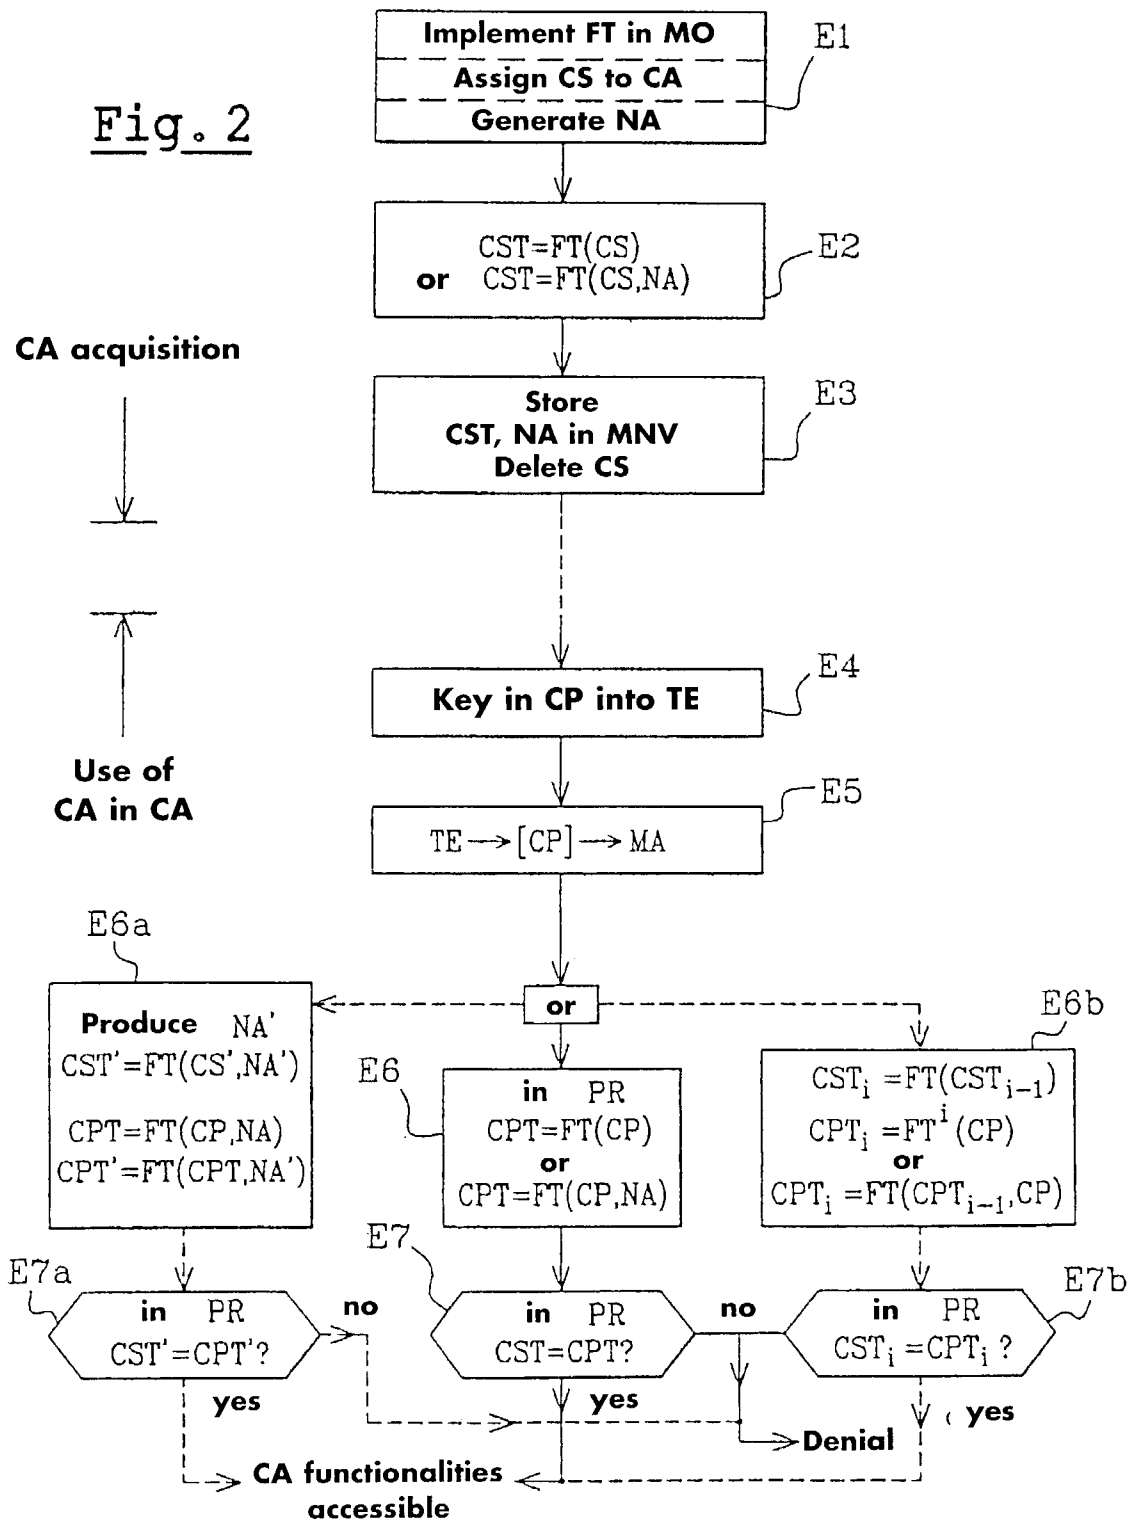 Fig. 2
Implement FT in MO
Assign CS to CA
Generate NA
E1
CST=FT(CS)
or CST=FT(CS,NA)
E2
CA acquisition
Store
CST, NA in MNV
Delete CS
E3
Key in CP into TE
E4
Use of
CA in CA
TE→[CP]→MA
E5
or
E6a
Produce NA'
CST'=FT(CS',NA')
CPT=FT(CP,NA)
CPT'=FT(CPT,NA')
E6
in PR
CPT=FT(CP)
or
CPT=FT(CP,NA)
E6b
CSTᵢ=FT(CSTᵢ₋₁)
CPTᵢ=FTⁱ(CP)
or
CPTᵢ=FT(CPTᵢ₋₁,CP)
E7a
in PR
CST'=CPT'?
no
yes
E7
in PR
CST=CPT?
no
yes
E7b
in PR
CSTᵢ=CPTᵢ?
yes
Denial
CA functionalities
accessible